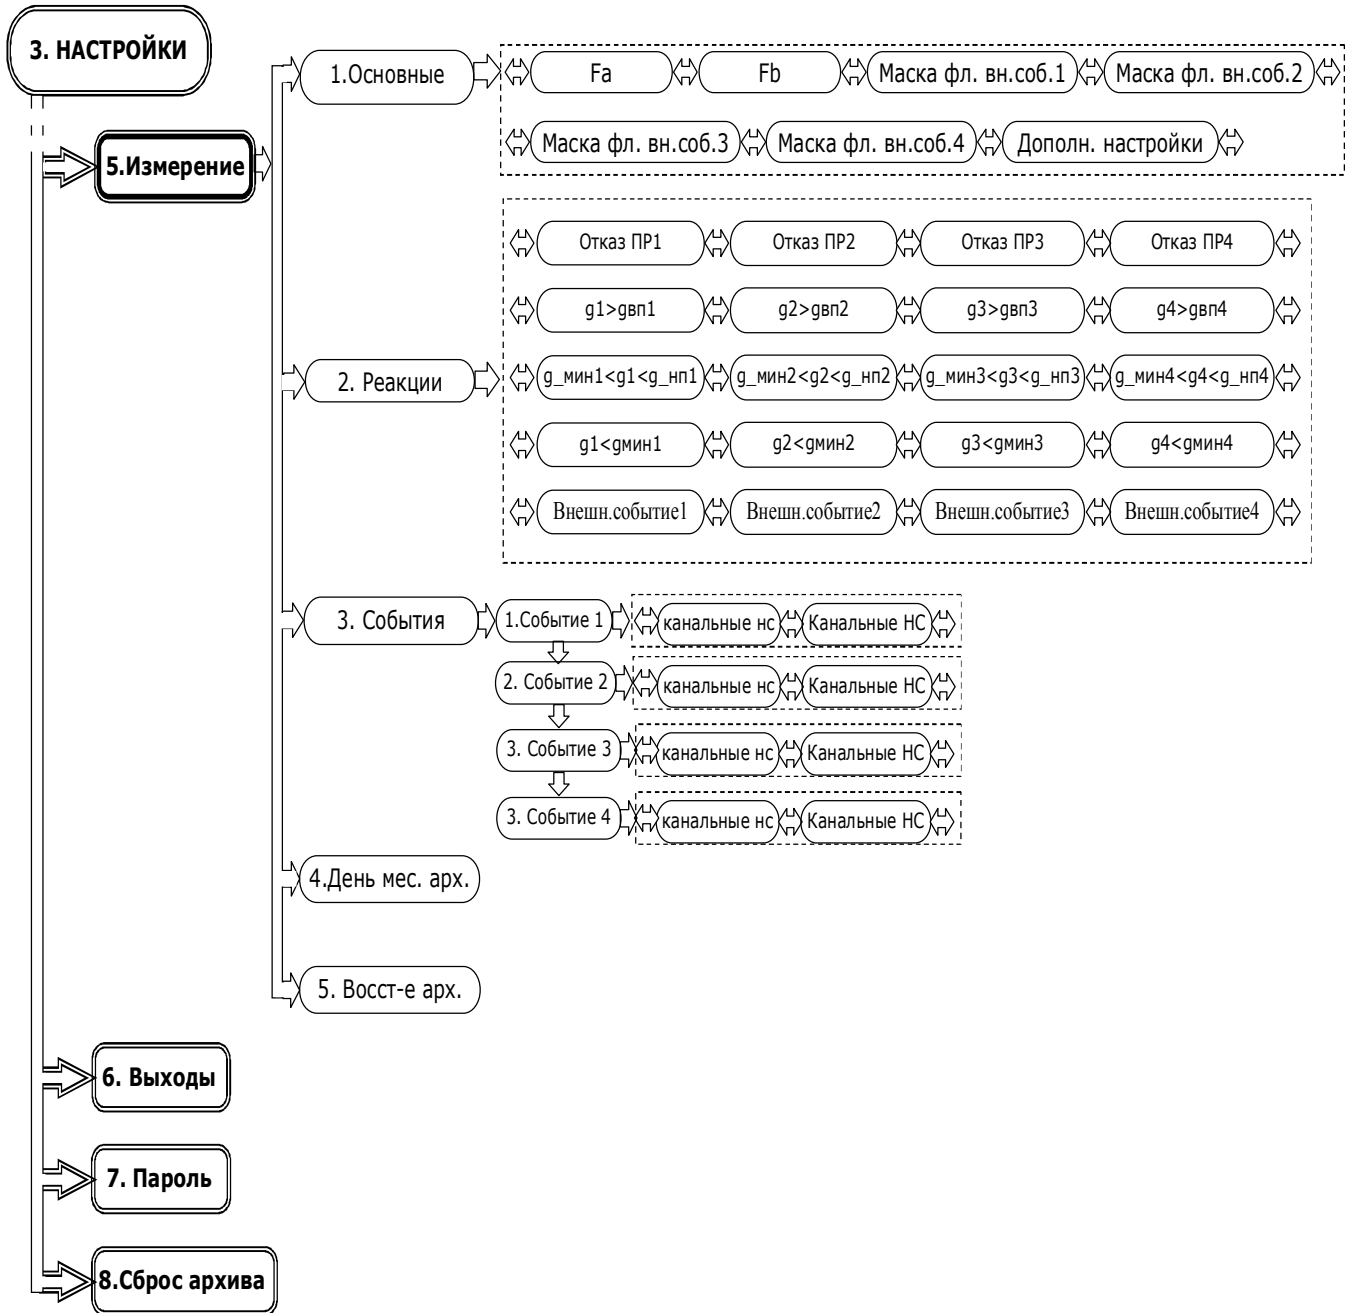 3. НАСТРОЙКИ
5.Измерение
1.Основные
Fa
Fb
Маска фл. вн.соб.1
Маска фл. вн.соб.2
Маска фл. вн.соб.3
Маска фл. вн.соб.4
Дополн. настройки
2. Реакции
Отказ ПР1
Отказ ПР2
Отказ ПР3
Отказ ПР4
g1>gвп1
g2>gвп2
g3>gвп3
g4>gвп4
g_мин1<g1<g_нп1
g_мин2<g2<g_нп2
g_мин3<g3<g_нп3
g_мин4<g4<g_нп4
g1<gмин1
g2<gмин2
g3<gмин3
g4<gмин4
Внешн.событие1
Внешн.событие2
Внешн.событие3
Внешн.событие4
3. События
1.Событие 1
канальные нс
Канальные НС
2. Событие 2
канальные нс
Канальные НС
3. Событие 3
канальные нс
Канальные НС
3. Событие 4
канальные нс
Канальные НС
4.День мес. арх.
5. Восст-е арх.
6. Выходы
7. Пароль
8.Сброс архива